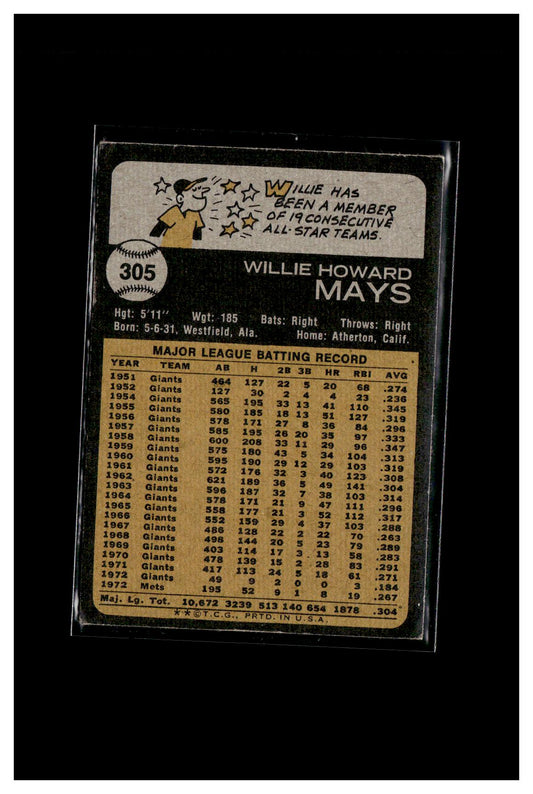 WILLIE HAS
BEEN A MEMBER
OF 19 CONSECUTIVE
ALL-STAR TEAMS.
305
WILLIE HOWARD
MAYS
Hgt: 5'11" Wgt: 185 Bats: Right Throws: Right
Born: 5-6-31, Westfield, Ala. Home: Atherton, Calif.
MAJOR LEAGUE BATTING RECORD
YEAR TEAM AB H 2B 3B HR RBI AVG
1951 Giants 464 127 22 5 20 68 .274
1952 Giants 127 30 2 4 4 23 .236
1954 Giants 565 195 33 13 41 110 .345
1955 Giants 580 185 18 13 51 127 .319
1956 Giants 578 171 27 8 36 84 .296
1957 Giants 585 195 26 20 35 97 .333
1958 Giants 600 208 33 11 29 96 .347
1959 Giants 575 180 43 5 34 104 .313
1960 Giants 595 190 29 12 29 103 .319
1961 Giants 572 176 32 3 40 123 .308
1962 Giants 621 189 36 5 49 141 .304
1963 Giants 596 187 32 7 38 103 .314
1964 Giants 578 171 21 9 47 111 .296
1965 Giants 558 177 21 3 52 112 .317
1966 Giants 552 159 29 4 37 103 .288
1967 Giants 486 128 22 2 22 70 .263
1968 Giants 498 144 20 5 23 79 .289
1969 Giants 403 114 17 3 13 58 .283
1970 Giants 478 139 15 2 28 83 .291
1971 Giants 417 113 24 5 18 61 .271
1972 Giants 49 9 2 0 0 3 .184
1972 Mets 195 52 9 1 8 19 .267
Maj. Lg. Tot. 10,672 3239 513 140 654 1878 .304
**©T.C.G., PRTD. IN U.S.A.